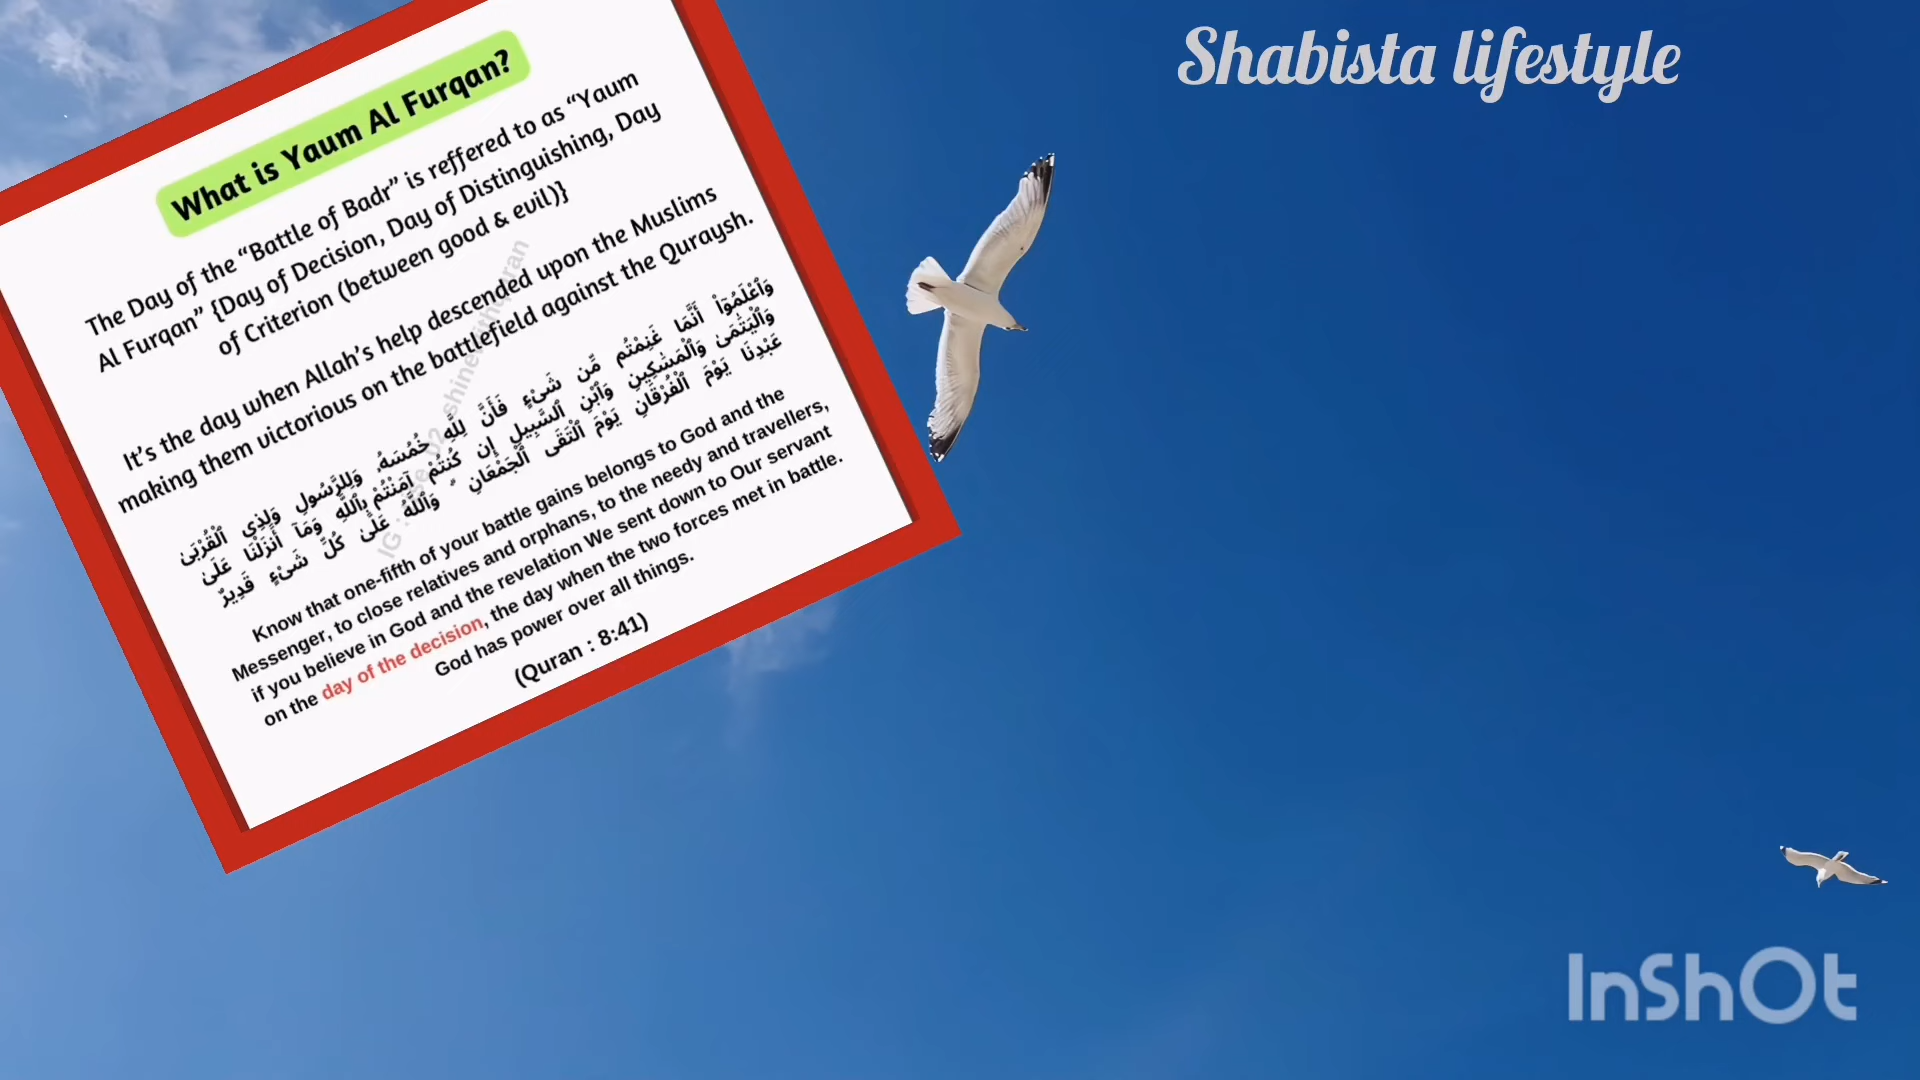 Shabista lifestyle
What is Yaum Al Furqan?
The Day of the “Battle of Badr” is reffered to as “Yaum
Al Furqan” {Day of Decision, Day of Distinguishing, Day
of Criterion (between good & evil)}
It’s the day when Allah’s help descended upon the Muslims
making them victorious on the battlefield against the Quraysh.
وَٱعْلَمُوٓا۟ أَنَّمَا غَنِمْتُم مِّن شَىْءٍ فَأَنَّ لِلَّهِ خُمُسَهُۥ وَلِلرَّسُولِ وَلِذِى ٱلْقُرْبَىٰ
وَٱلْيَتَٰمَىٰ وَٱلْمَسَٰكِينِ وَٱبْنِ ٱلسَّبِيلِ إِن كُنتُمْ آمَنْتُمْ بِٱللَّهِ وَمَآ أَنزَلْنَا عَلَىٰ
عَبْدِنَا يَوْمَ ٱلْفُرْقَانِ يَوْمَ ٱلْتَقَى ٱلْجَمْعَانِ ۗ وَٱللَّهُ عَلَىٰ كُلِّ شَىْءٍ قَدِيرٌ
Know that one-fifth of your battle gains belongs to God and the
Messenger, to close relatives and orphans, to the needy and travellers,
if you believe in God and the revelation We sent down to Our servant
on the day of the decision, the day when the two forces met in battle.
God has power over all things.
(Quran : 8:41)
InShOt